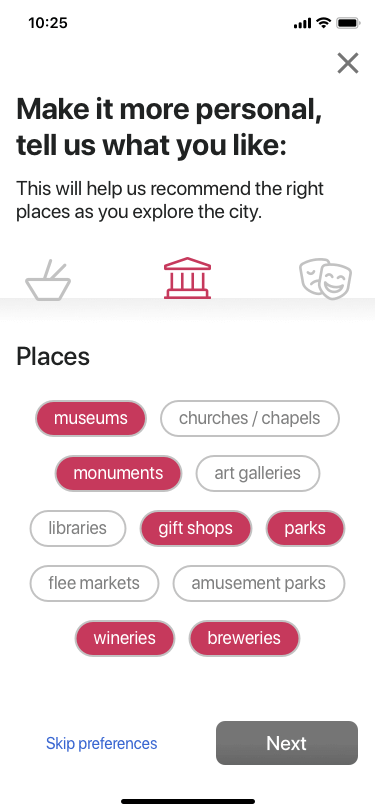 10:25
Make it more personal,
tell us what you like:
This will help us recommend the right
places as you explore the city.
Places
museums churches / chapels
monuments art galleries
libraries gift shops parks
flee markets amusement parks
wineries breweries
Skip preferences Next